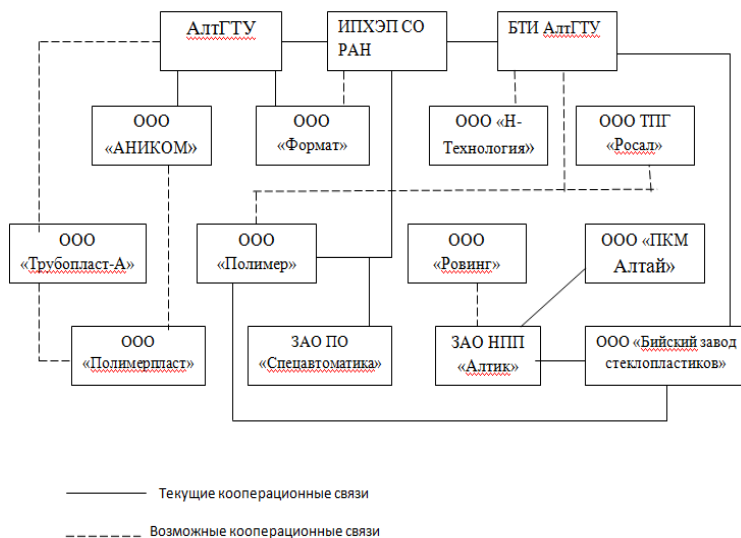 АлтГТУ
ИПХЭП СО
РАН
БТИ АлтГТУ
ООО
«АНИКОМ»
ООО
«Формат»
ООО «Н-
Технология»
ООО ТПГ
«Росал»
ООО
«Трубопласт-А»
ООО
«Полимер»
ООО
«Ровинг»
ООО «ПКМ
Алтай»
ООО
«Полимерпласт»
ЗАО ПО
«Спецавтоматика»
ЗАО НПП
«Алтик»
ООО «Бийский завод
стеклопластиков»
Текущие кооперационные связи
Возможные кооперационные связи